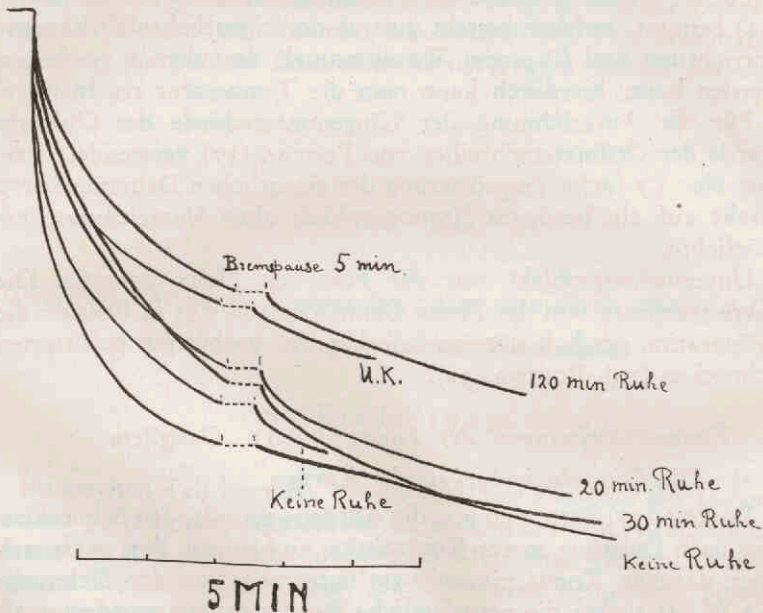 Bremspause 5 min.
U.K.
120 min Ruhe
20 min Ruhe
Keine Ruhe
30 min Ruhe
Keine Ruhe
5 MIN